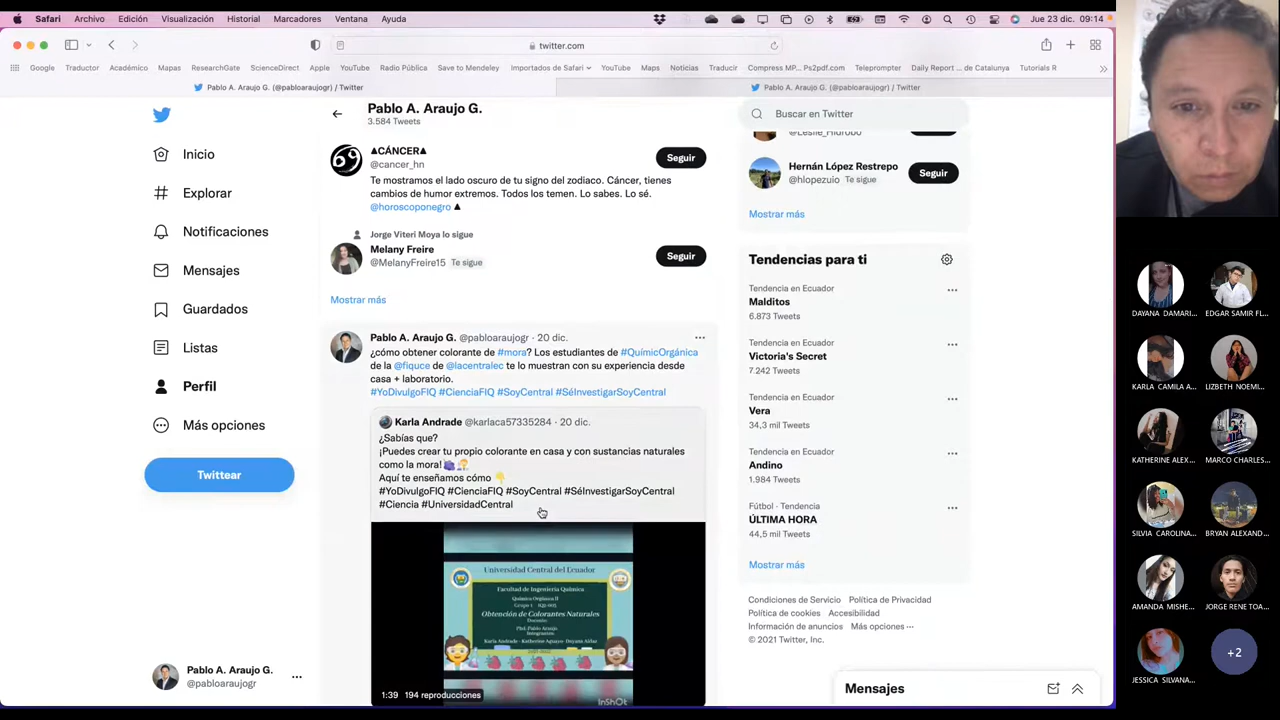 Safari Archivo Edición Visualización Historial Marcadores Ventana Ayuda
Jue 23 dic. 09:14
twitter.com
Google Traductor Académico Mapas ResearchGate ScienceDirect Apple YouTube Radio Pública Save to Mendeley Importados de Safari YouTube Maps Noticias Traducir Compress MP... Ps2pdf.com Teleprompter Daily Report ... de Catalunya Tutorials R
Pablo A. Araujo G. (@pabloaraujogr) / Twitter
Pablo A. Araujo G. (@pabloaraujogr) / Twitter
Pablo A. Araujo G.
3.584 Tweets
Inicio
Explorar
Notificaciones
Mensajes
Guardados
Listas
Perfil
Más opciones
Twittear
Pablo A. Araujo G.
@pabloaraujogr
▲CÁNCER▲
@cancer_hn
Seguir
Te mostramos el lado oscuro de tu signo del zodiaco. Cáncer, tienes
cambios de humor extremos. Todos los temen. Lo sabes. Lo sé.
@horoscoponegro ▲
Jorge Viteri Moya lo sigue
Melany Freire
@MelanyFreire15 Te sigue
Seguir
Mostrar más
Pablo A. Araujo G. @pabloaraujogr · 20 dic.
¿cómo obtener colorante de #mora? Los estudiantes de #QuímicOrgánica
de la @fiquce de @lacentralec te lo muestran con su experiencia desde
casa + laboratorio.
#YoDivulgoFIQ #CienciaFIQ #SoyCentral #SéInvestigarSoyCentral
Karla Andrade @karlaca57335284 · 20 dic.
¿Sabías que?
¡Puedes crear tu propio colorante en casa y con sustancias naturales
como la mora!
Aquí te enseñamos cómo
#YoDivulgoFIQ #CienciaFIQ #SoyCentral #SéInvestigarSoyCentral
#Ciencia #UniversidadCentral
Universidad Central del Ecuador
Facultad de Ingeniería Química
Química Orgánica II
Obtención de Colorantes Naturales
Docente:
Integrantes:
1:39 194 reproducciones
InShOt
Buscar en Twitter
@Leslie_Hidrobo
Hernán López Restrepo
@hlopezuio Te sigue
Seguir
Mostrar más
Tendencias para ti
Tendencia en Ecuador
Malditos
6.873 Tweets
Tendencia en Ecuador
Victoria's Secret
7.242 Tweets
Tendencia en Ecuador
Vera
34,3 mil Tweets
Tendencia en Ecuador
Andino
1.984 Tweets
Fútbol · Tendencia
ÚLTIMA HORA
44,5 mil Tweets
Mostrar más
Condiciones de Servicio Política de Privacidad
Política de cookies Accesibilidad
Información de anuncios Más opciones ···
© 2021 Twitter, Inc.
Mensajes
DAYANA DAMARI... EDGAR SAMIR FL...
KARLA CAMILA A... LIZBETH NOEMI...
KATHERINE ALEX... MARCO CHARLES...
SILVIA CAROLINA... BRYAN ALEXAND...
AMANDA MISHE... JORGE RENE TOA...
JESSICA SILVANA... +2